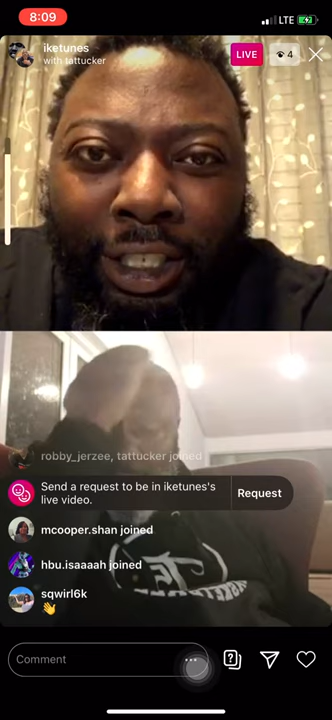 8:09
LTE
iketunes
with tattucker
LIVE
4
robby_jerzee, tattucker joined
Send a request to be in iketunes's
live video.
Request
mcooper.shan joined
hbu.isaaaah joined
sqwirl6k
👋
Comment